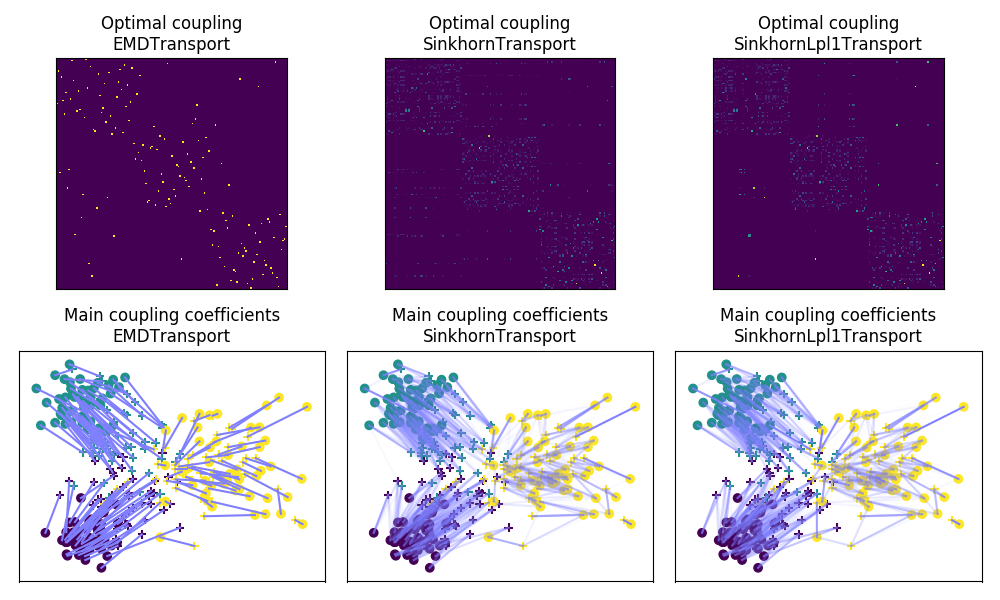 Optimal coupling
EMDTransport
Optimal coupling
SinkhornTransport
Optimal coupling
SinkhornLpl1Transport
Main coupling coefficients
EMDTransport
Main coupling coefficients
SinkhornTransport
Main coupling coefficients
SinkhornLpl1Transport